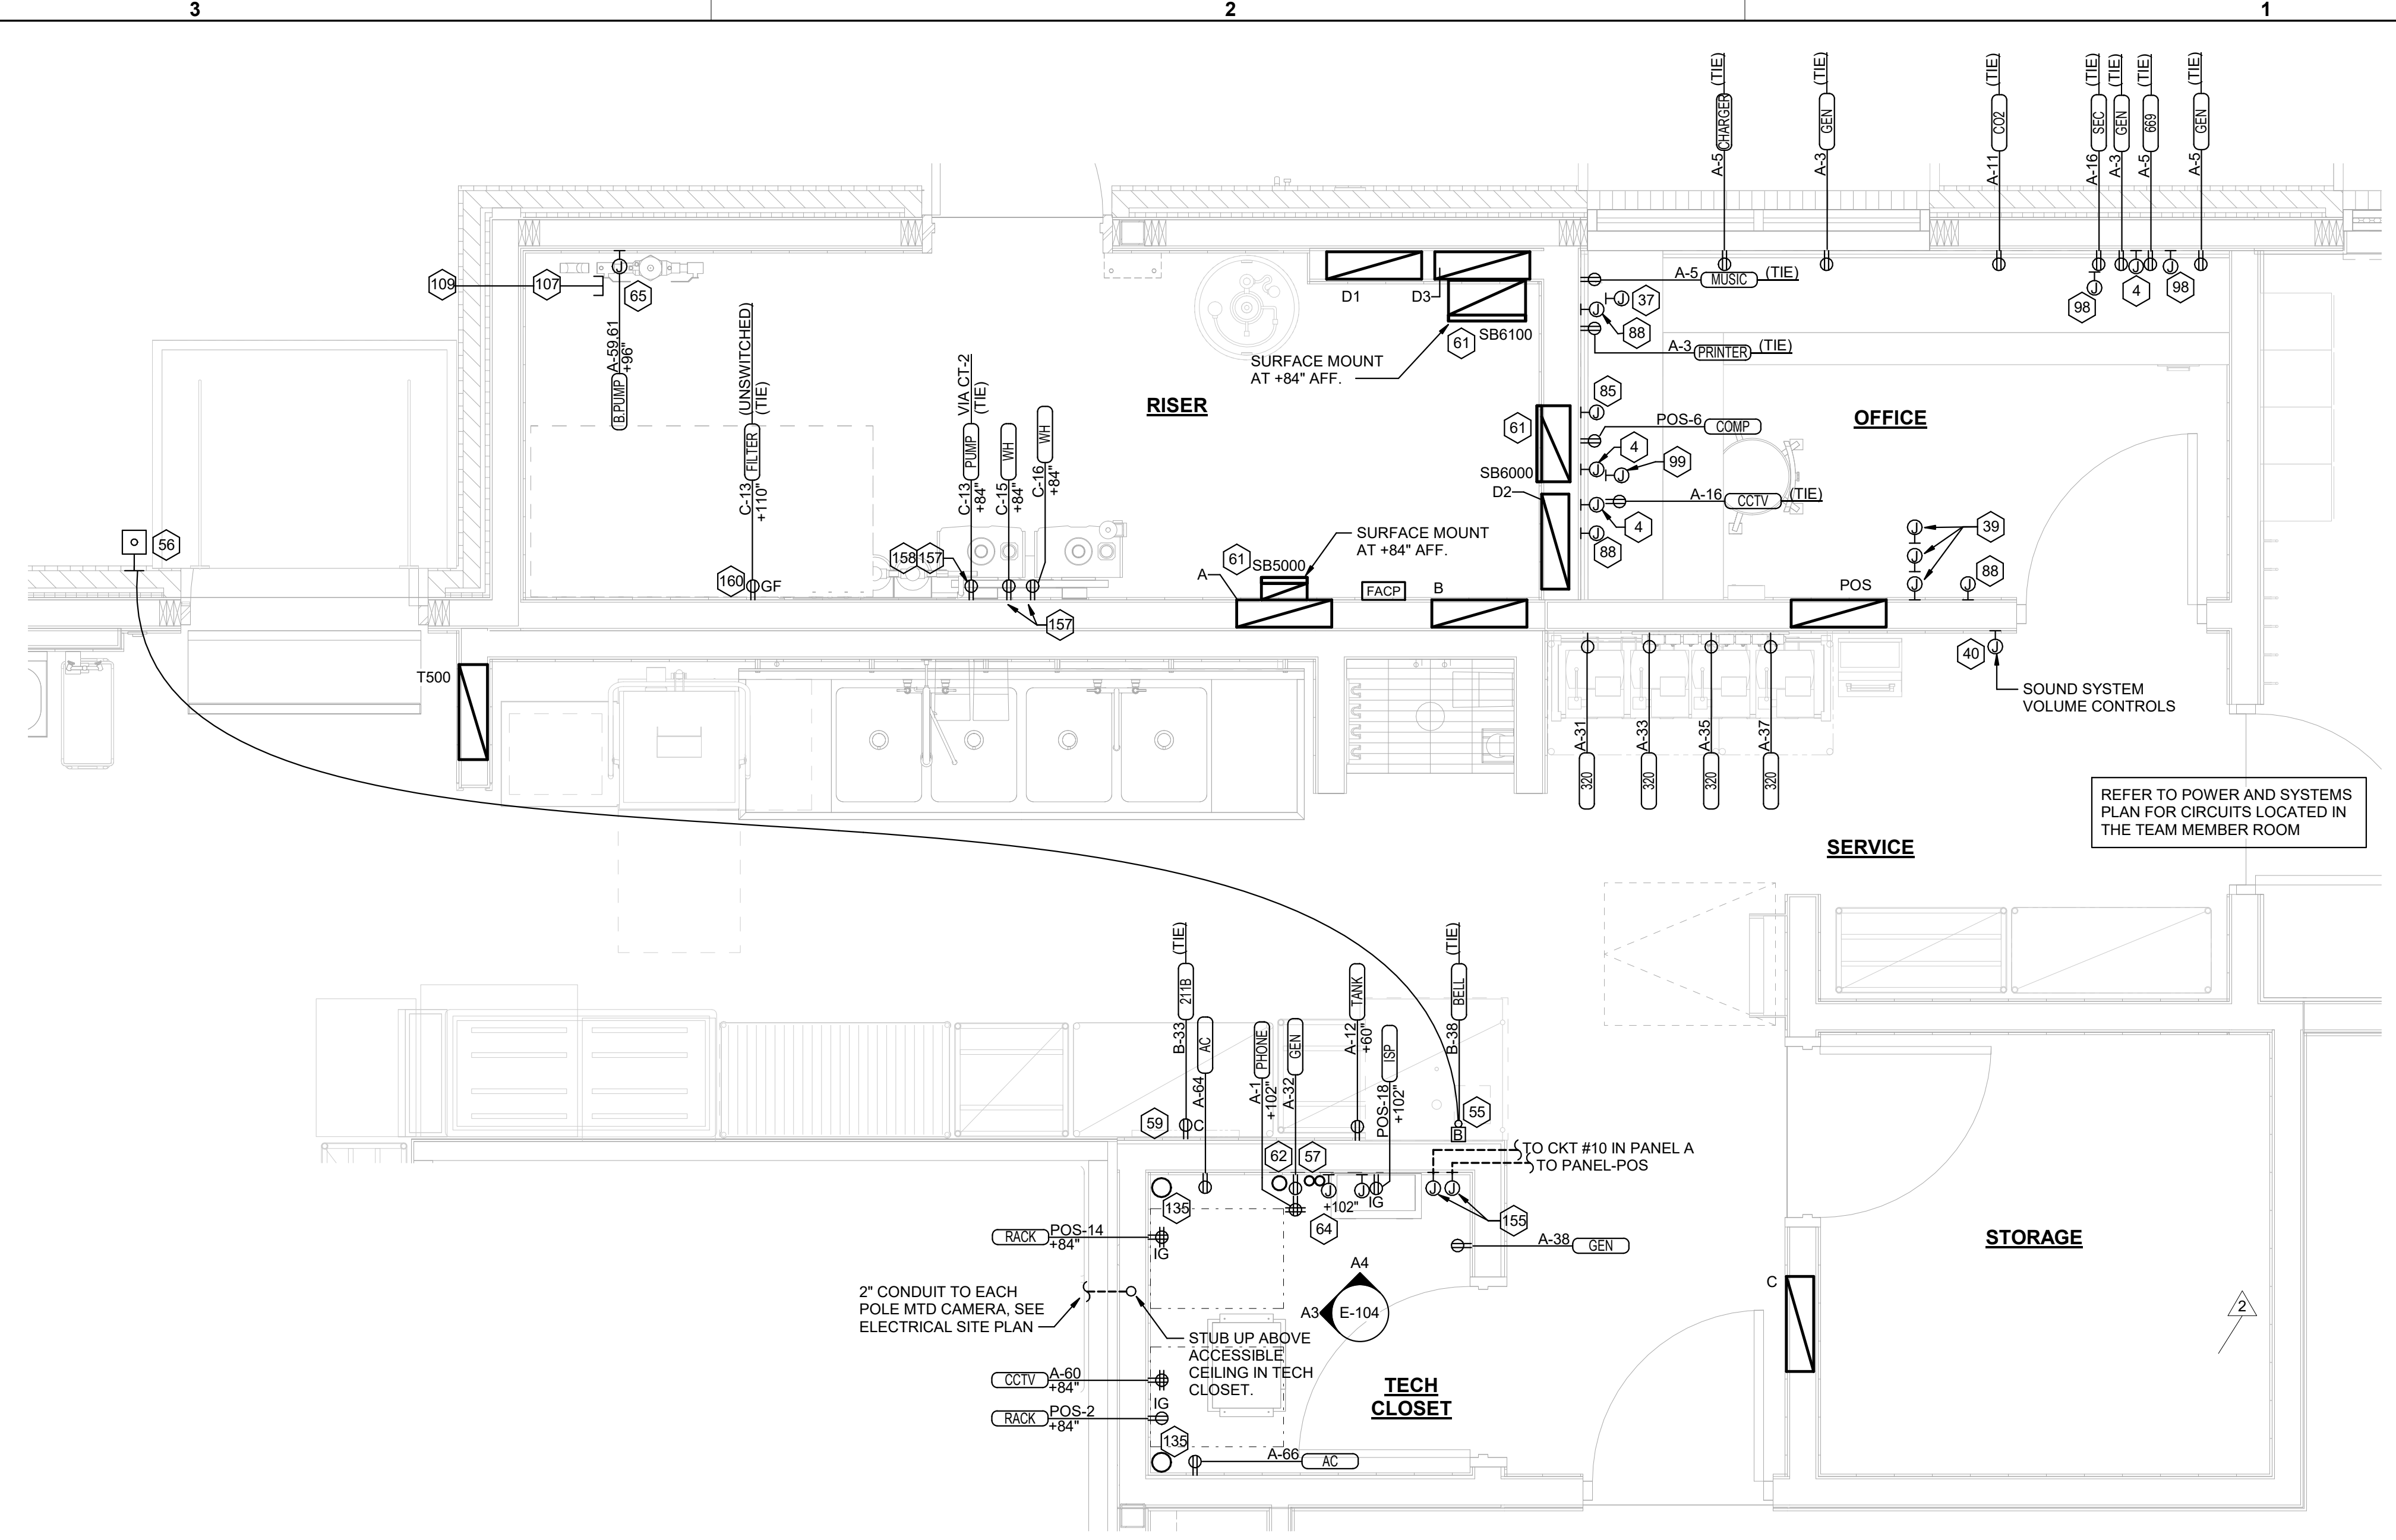 3
2
1
(TIE)
CHARGER
A-5
(TIE)
GEN
A-3
(TIE)
CO2
A-11
(TIE)
SEC
A-16
(TIE)
GEN
A-3
(TIE)
699
A-5
(TIE)
GEN
A-5
109
107
J
65
A-59,61
+96"
B.PUMP
(UNSWITCHED)
(TIE)
FILTER
C-13
+110"
160
GF
VIA CT-2
(TIE)
PUMP
C-13
+84"
WH
C-15
+84"
WH
C-16
+84"
158
157
157
RISER
D1
D3
61
SB6100
SURFACE MOUNT
AT +84" AFF.
61
SB6000
D2
SURFACE MOUNT
AT +84" AFF.
61
SB5000
A
FACP
B
A-5
MUSIC
(TIE)
J
37
J
88
A-3
PRINTER
(TIE)
85
J
POS-6
COMP
4
J
J
99
A-16
CCTV
(TIE)
J
4
J
88
J
98
J
4
J
98
OFFICE
J
J
J
39
J
88
POS
40
J
SOUND SYSTEM
VOLUME CONTROLS
56
T500
A-31
320
A-33
320
A-35
320
A-37
320
REFER TO POWER AND SYSTEMS
PLAN FOR CIRCUITS LOCATED IN
THE TEAM MEMBER ROOM
SERVICE
(TIE)
211B
B-33
59
C
AC
A-64
PHONE
A-1
+102"
GEN
A-32
(TIE)
TANK
A-12
+60"
ISP
POS-18
+102"
(TIE)
BELL
B-38
55
B
TO CKT #10 IN PANEL A
TO PANEL-POS
62
57
J
J
IG
+102"
64
J
J
155
135
RACK
POS-14
+84"
IG
A-38
GEN
A4
A3
E-104
2" CONDUIT TO EACH
POLE MTD CAMERA, SEE
ELECTRICAL SITE PLAN
STUB UP ABOVE
ACCESSIBLE
CEILING IN TECH
CLOSET.
CCTV
A-60
+84"
IG
RACK
POS-2
+84"
135
A-66
AC
TECH
CLOSET
C
STORAGE
2